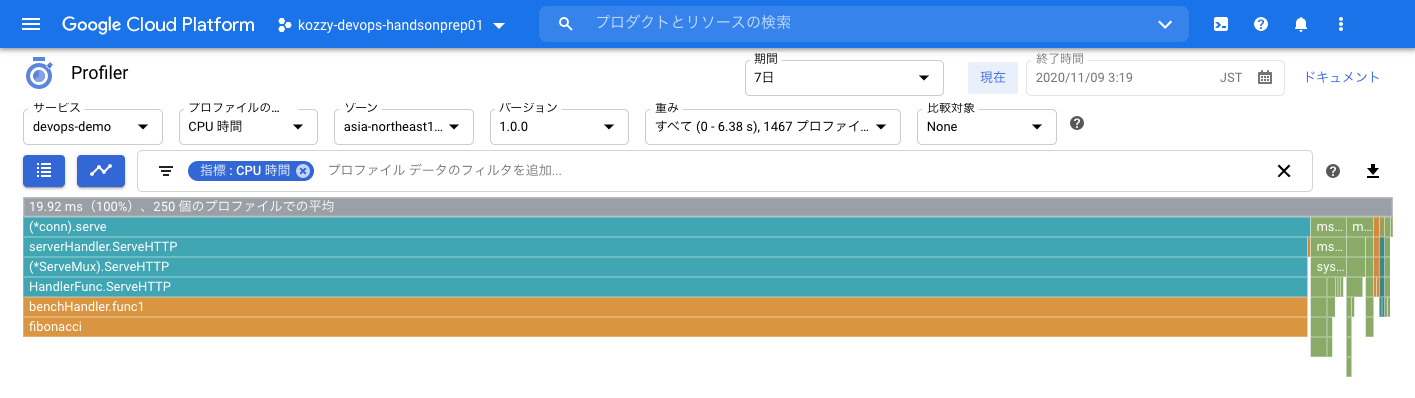 Google Cloud Platform
kozzy-devops-handsonprep01
プロダクトとリソースの検索
Profiler
期間
7日
現在
終了時間
2020/11/09 3:19
JST
ドキュメント
サービス
devops-demo
プロファイルの...
CPU 時間
ゾーン
asia-northeast1...
バージョン
1.0.0
重み
すべて (0 - 6.38 s), 1467 プロファイ...
比較対象
None
指標 : CPU 時間
プロファイル データのフィルタを追加...
19.92 ms（100%）、250 個のプロファイルでの平均
(*conn).serve
ms...
m...
serverHandler.ServeHTTP
ms...
(*ServeMux).ServeHTTP
sys...
HandlerFunc.ServeHTTP
benchHandler.func1
fibonacci